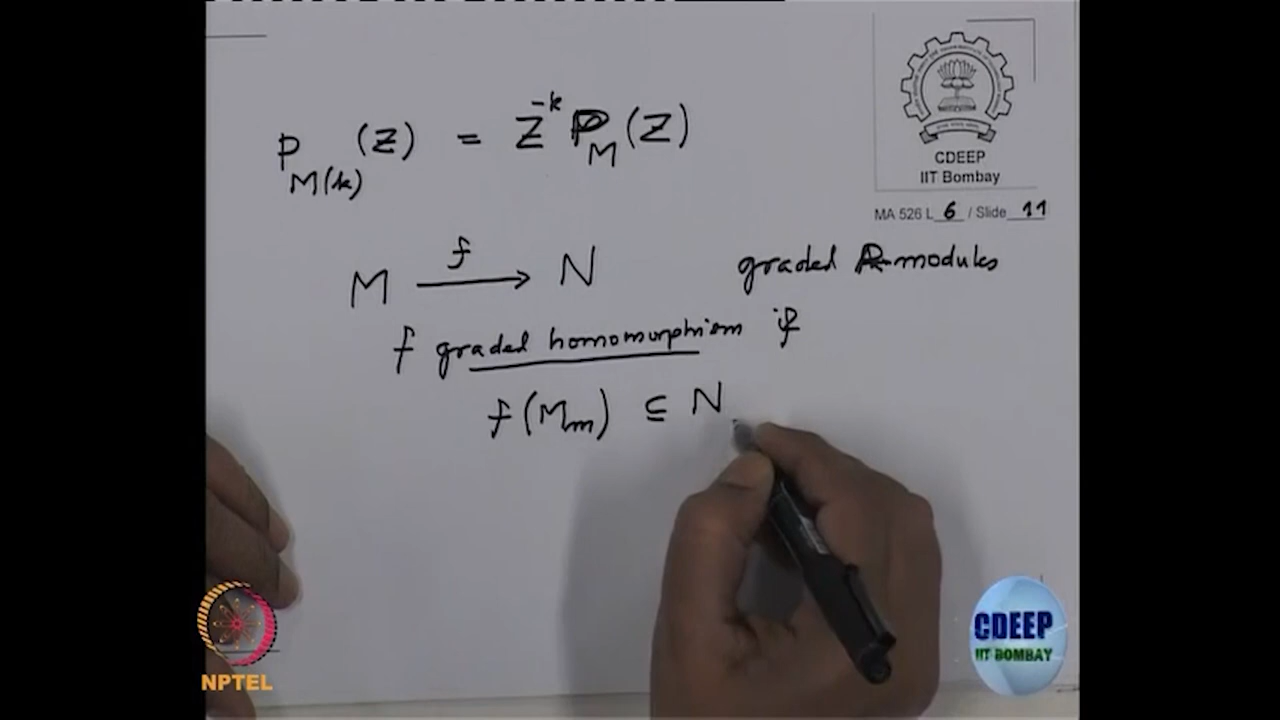 CDEEP
IIT Bombay
MA 526 L 6 / Slide 11
P_{M(k)}(Z) = Z^{-k} P_M(Z)
M \xrightarrow{f} N graded R-modules
f graded homomorphism if
f(M_m) ⊆ N
NPTEL
CDEEP
IIT BOMBAY